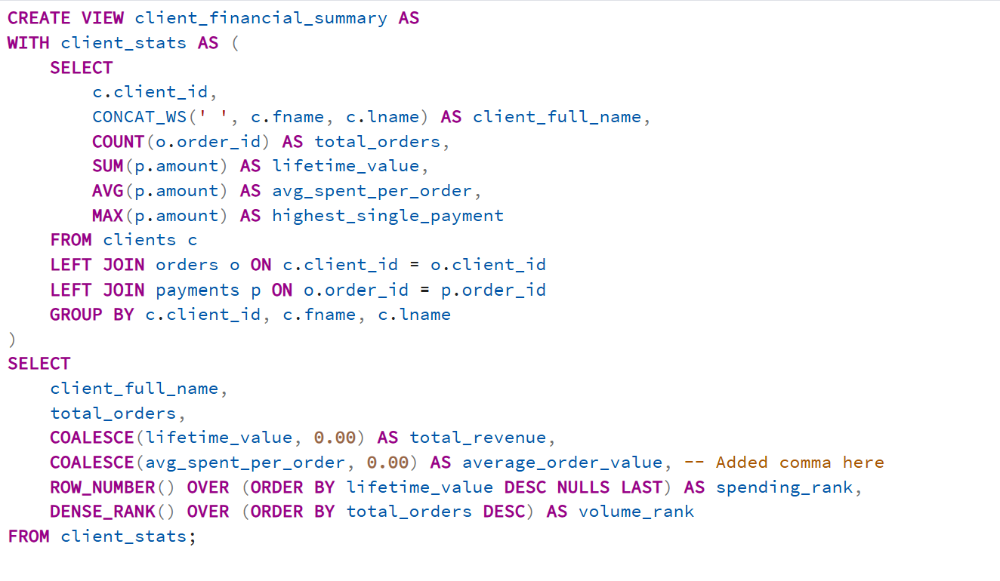 CREATE VIEW client_financial_summary AS
WITH client_stats AS (
    SELECT
        c.client_id,
        CONCAT_WS(' ', c.fname, c.lname) AS client_full_name,
        COUNT(o.order_id) AS total_orders,
        SUM(p.amount) AS lifetime_value,
        AVG(p.amount) AS avg_spent_per_order,
        MAX(p.amount) AS highest_single_payment
    FROM clients c
    LEFT JOIN orders o ON c.client_id = o.client_id
    LEFT JOIN payments p ON o.order_id = p.order_id
    GROUP BY c.client_id, c.fname, c.lname
)
SELECT
    client_full_name,
    total_orders,
    COALESCE(lifetime_value, 0.00) AS total_revenue,
    COALESCE(avg_spent_per_order, 0.00) AS average_order_value, -- Added comma here
    ROW_NUMBER() OVER (ORDER BY lifetime_value DESC NULLS LAST) AS spending_rank,
    DENSE_RANK() OVER (ORDER BY total_orders DESC) AS volume_rank
FROM client_stats;